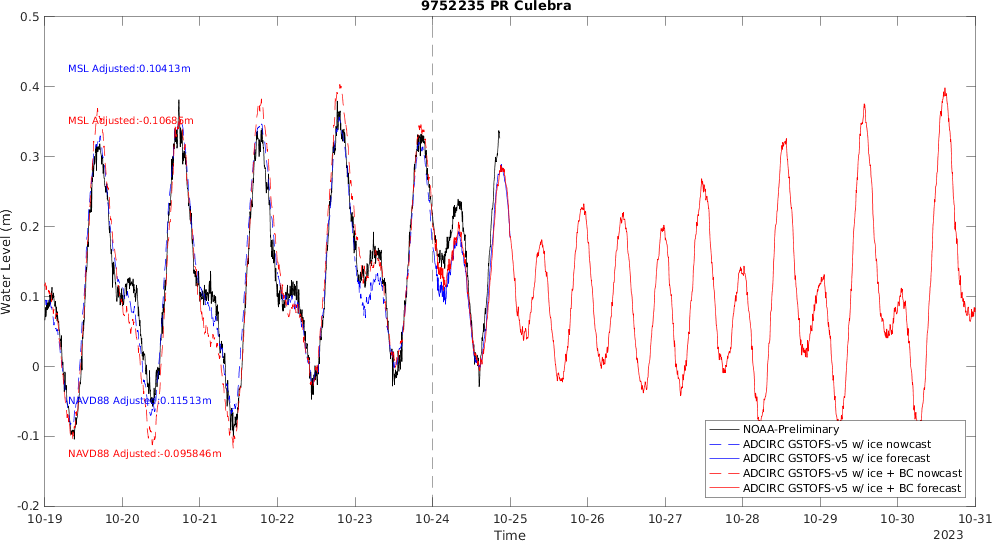 9752235 PR Culebra
0.5
0.4
0.3
0.2
0.1
0
-0.1
-0.2
Water Level (m)
MSL Adjusted:0.10413m
MSL Adjusted:-0.10685m
NAVD88 Adjusted:0.11513m
NAVD88 Adjusted:-0.095846m
NOAA-Preliminary
ADCIRC GSTOFS-v5 w/ ice nowcast
ADCIRC GSTOFS-v5 w/ ice forecast
ADCIRC GSTOFS-v5 w/ ice + BC nowcast
ADCIRC GSTOFS-v5 w/ ice + BC forecast
10-19 10-20 10-21 10-22 10-23 10-24 10-25 10-26 10-27 10-28 10-29 10-30 10-31
Time
2023